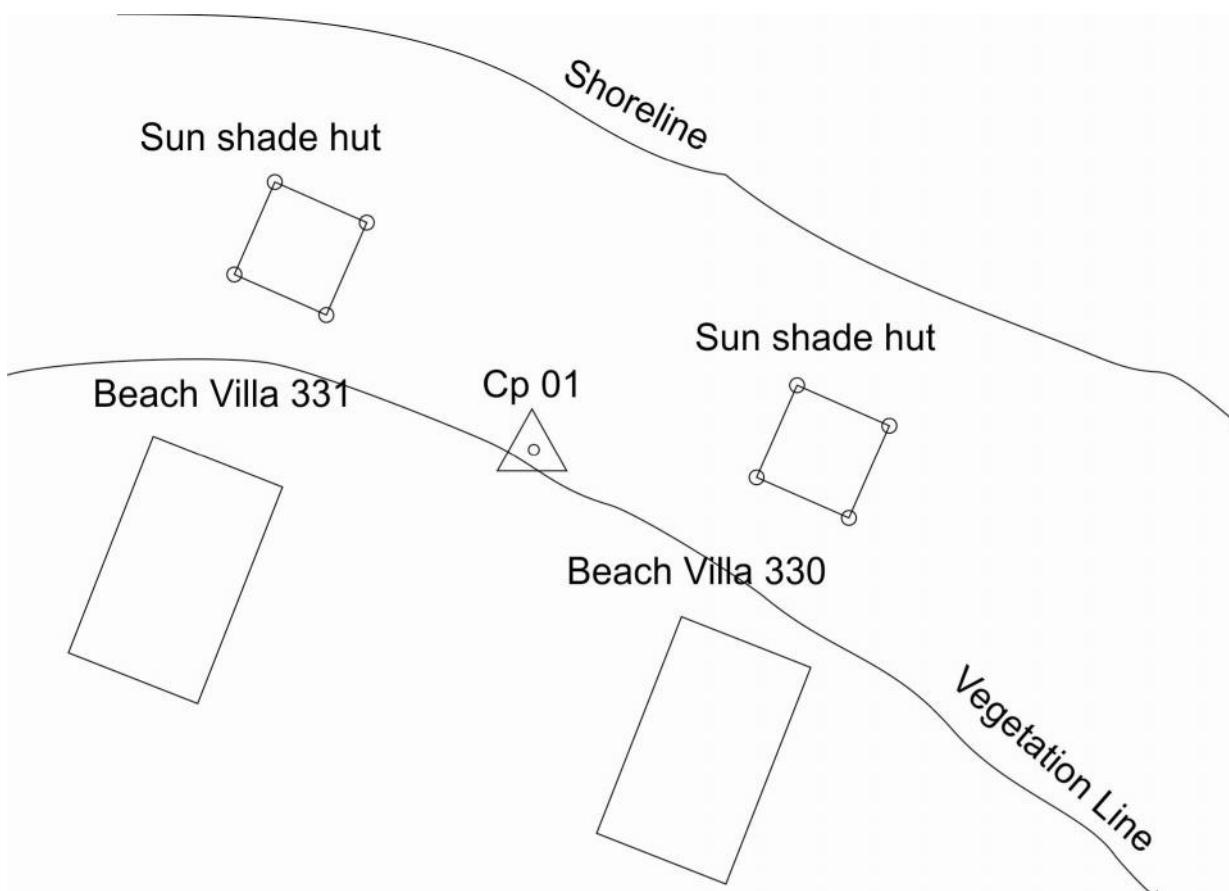 Shoreline
Sun shade hut
Sun shade hut
Cp 01
Beach Villa 331
Beach Villa 330
Vegetation Line